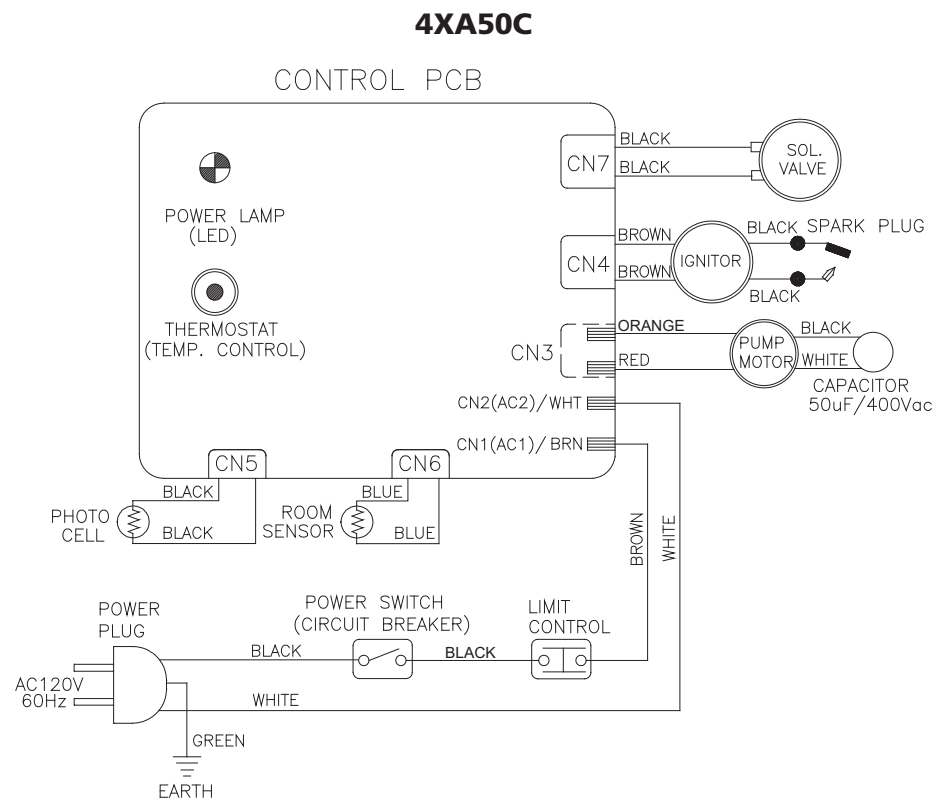 4XA50C
CONTROL PCB
BLACK
CN7
BLACK
SOL.
VALVE
POWER LAMP
(LED)
BROWN
CN4
BROWN
IGNITOR
BLACK
SPARK PLUG
BLACK
THERMOSTAT
(TEMP. CONTROL)
CN3
ORANGE
RED
PUMP
MOTOR
BLACK
WHITE
CAPACITOR
50uF/400Vac
CN2(AC2)/WHT
CN1(AC1)/BRN
CN5
CN6
BLACK
PHOTO
CELL
BLACK
BLUE
ROOM
SENSOR
BLUE
BROWN
WHITE
POWER
PLUG
POWER SWITCH
(CIRCUIT BREAKER)
LIMIT
CONTROL
BLACK
BLACK
AC120V
60Hz
WHITE
GREEN
EARTH